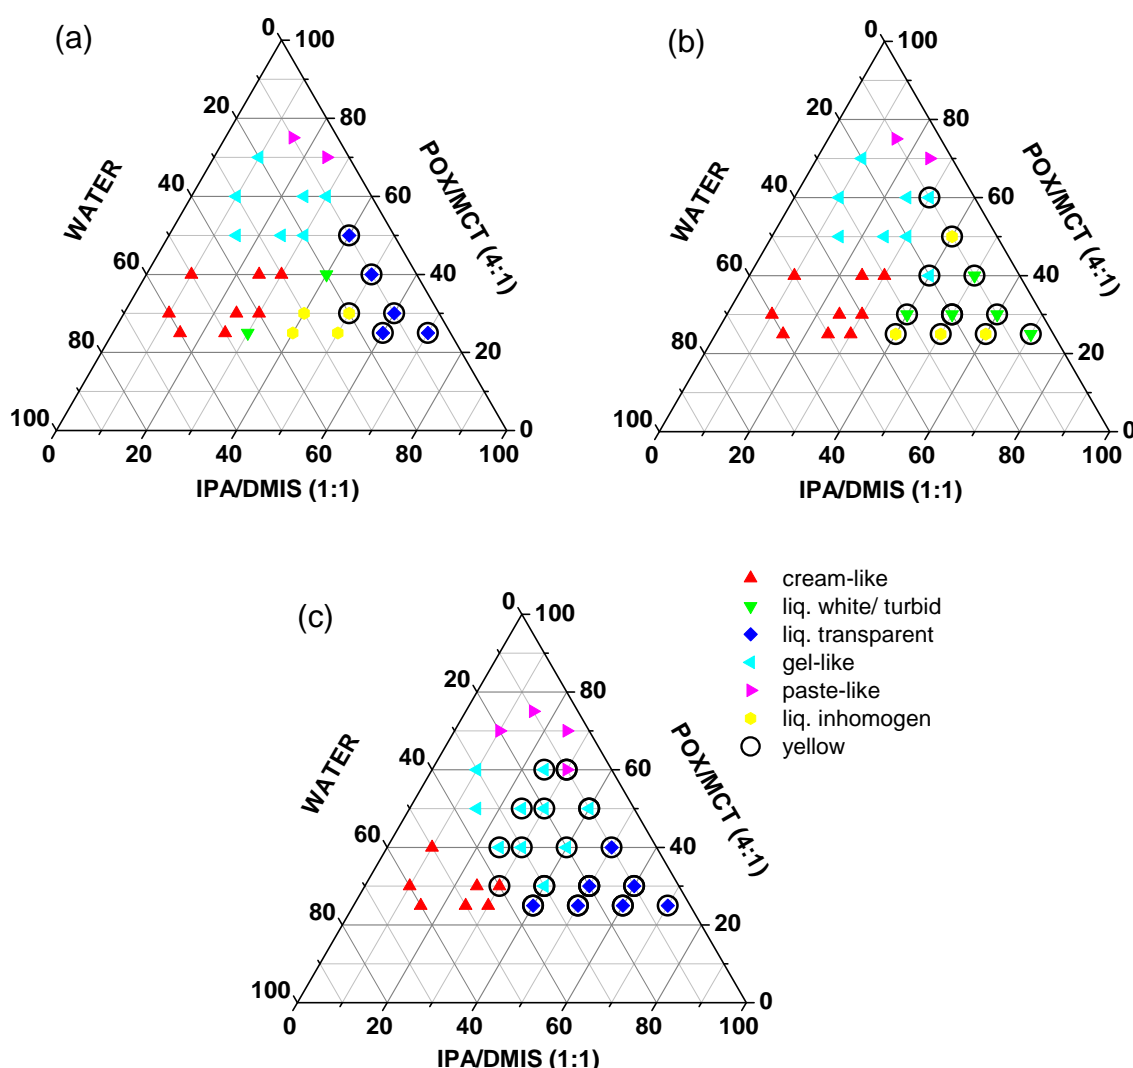 (a)
0
100
20
80
WATER
POX/MCT (4:1)
40
60
60
40
80
20
100
0
0 20 40 60 80 100
IPA/DMIS (1:1)
(b)
0
100
20
80
WATER
POX/MCT (4:1)
40
60
60
40
80
20
100
0
0 20 40 60 80 100
IPA/DMIS (1:1)
(c)
0
100
20
80
WATER
POX/MCT (4:1)
40
60
60
40
80
20
100
0
0 20 40 60 80 100
IPA/DMIS (1:1)
cream-like
liq. white/ turbid
liq. transparent
gel-like
paste-like
liq. inhomogen
yellow